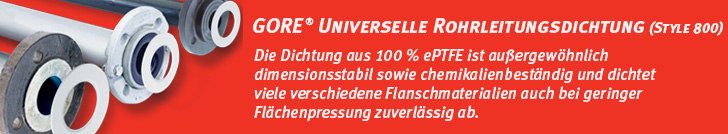 GORE® UNIVERSELLE ROHRLEITUNGSDICHTUNG (STYLE 800)
Die Dichtung aus 100 % ePTFE ist außergewöhnlich
dimensionsstabil sowie chemikalienbeständig und dichtet
viele verschiedene Flanschmaterialien auch bei geringer
Flächenpressung zuverlässig ab.